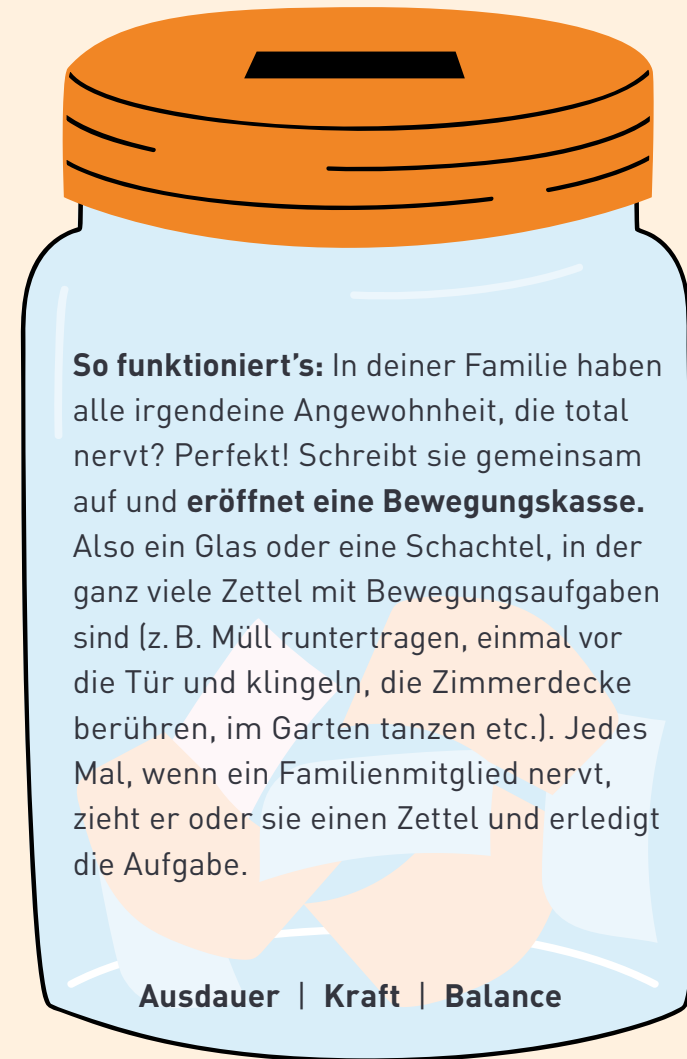 So funktioniert's: In deiner Familie haben
alle irgendeine Angewohnheit, die total
nervt? Perfekt! Schreibt sie gemeinsam
auf und eröffnet eine Bewegungskasse.
Also ein Glas oder eine Schachtel, in der
ganz viele Zettel mit Bewegungsaufgaben
sind (z. B. Müll runtertragen, einmal vor
die Tür und klingeln, die Zimmerdecke
berühren, im Garten tanzen etc.). Jedes
Mal, wenn ein Familienmitglied nervt,
zieht er oder sie einen Zettel und erledigt
die Aufgabe.
Ausdauer | Kraft | Balance